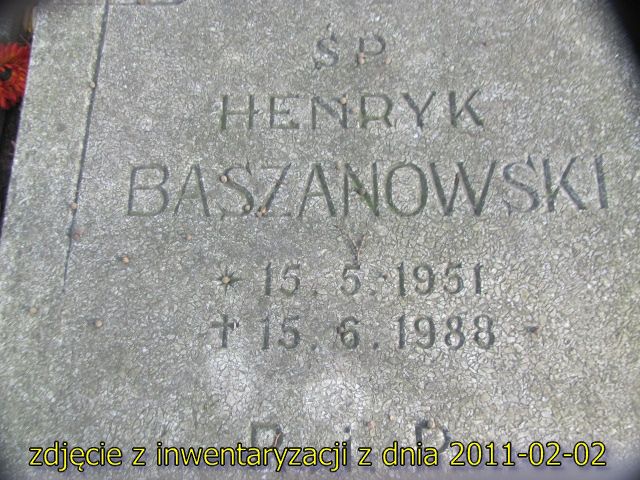 ŚP
HENRYK
BASZANOWSKI
* 15.5.1951
† 15.6.1988
R i P
zdjęcie z inwentaryzacji z dnia 2011-02-02